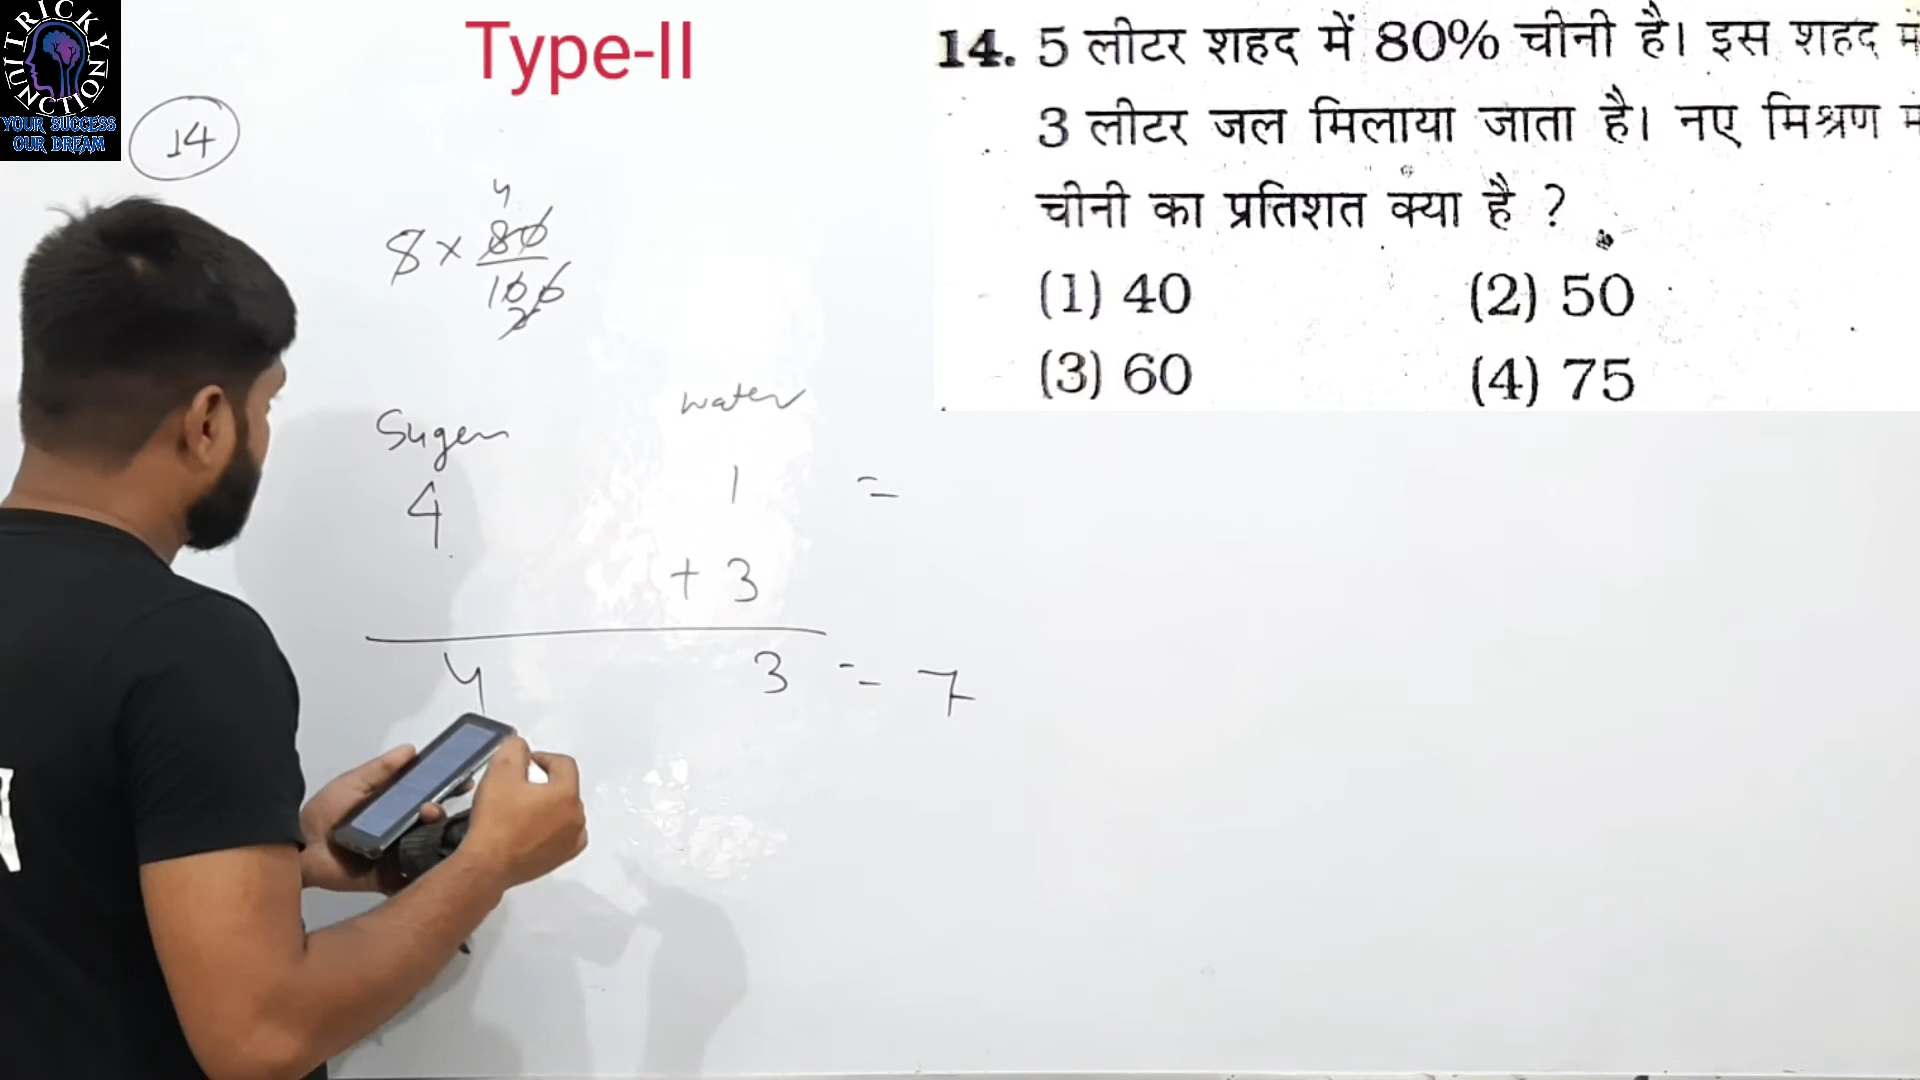 TRICKY
JUNCTION
YOUR SUCCESS
OUR DREAM
Type-II
14. 5 लीटर शहद में 80% चीनी है। इस शहद में
3 लीटर जल मिलाया जाता है। नए मिश्रण
चीनी का प्रतिशत क्या है ?
(1) 40 (2) 50
(3) 60 (4) 75
14
4
8 × 80
100
2
water
4 1 =
+ 3
4 3 = 7